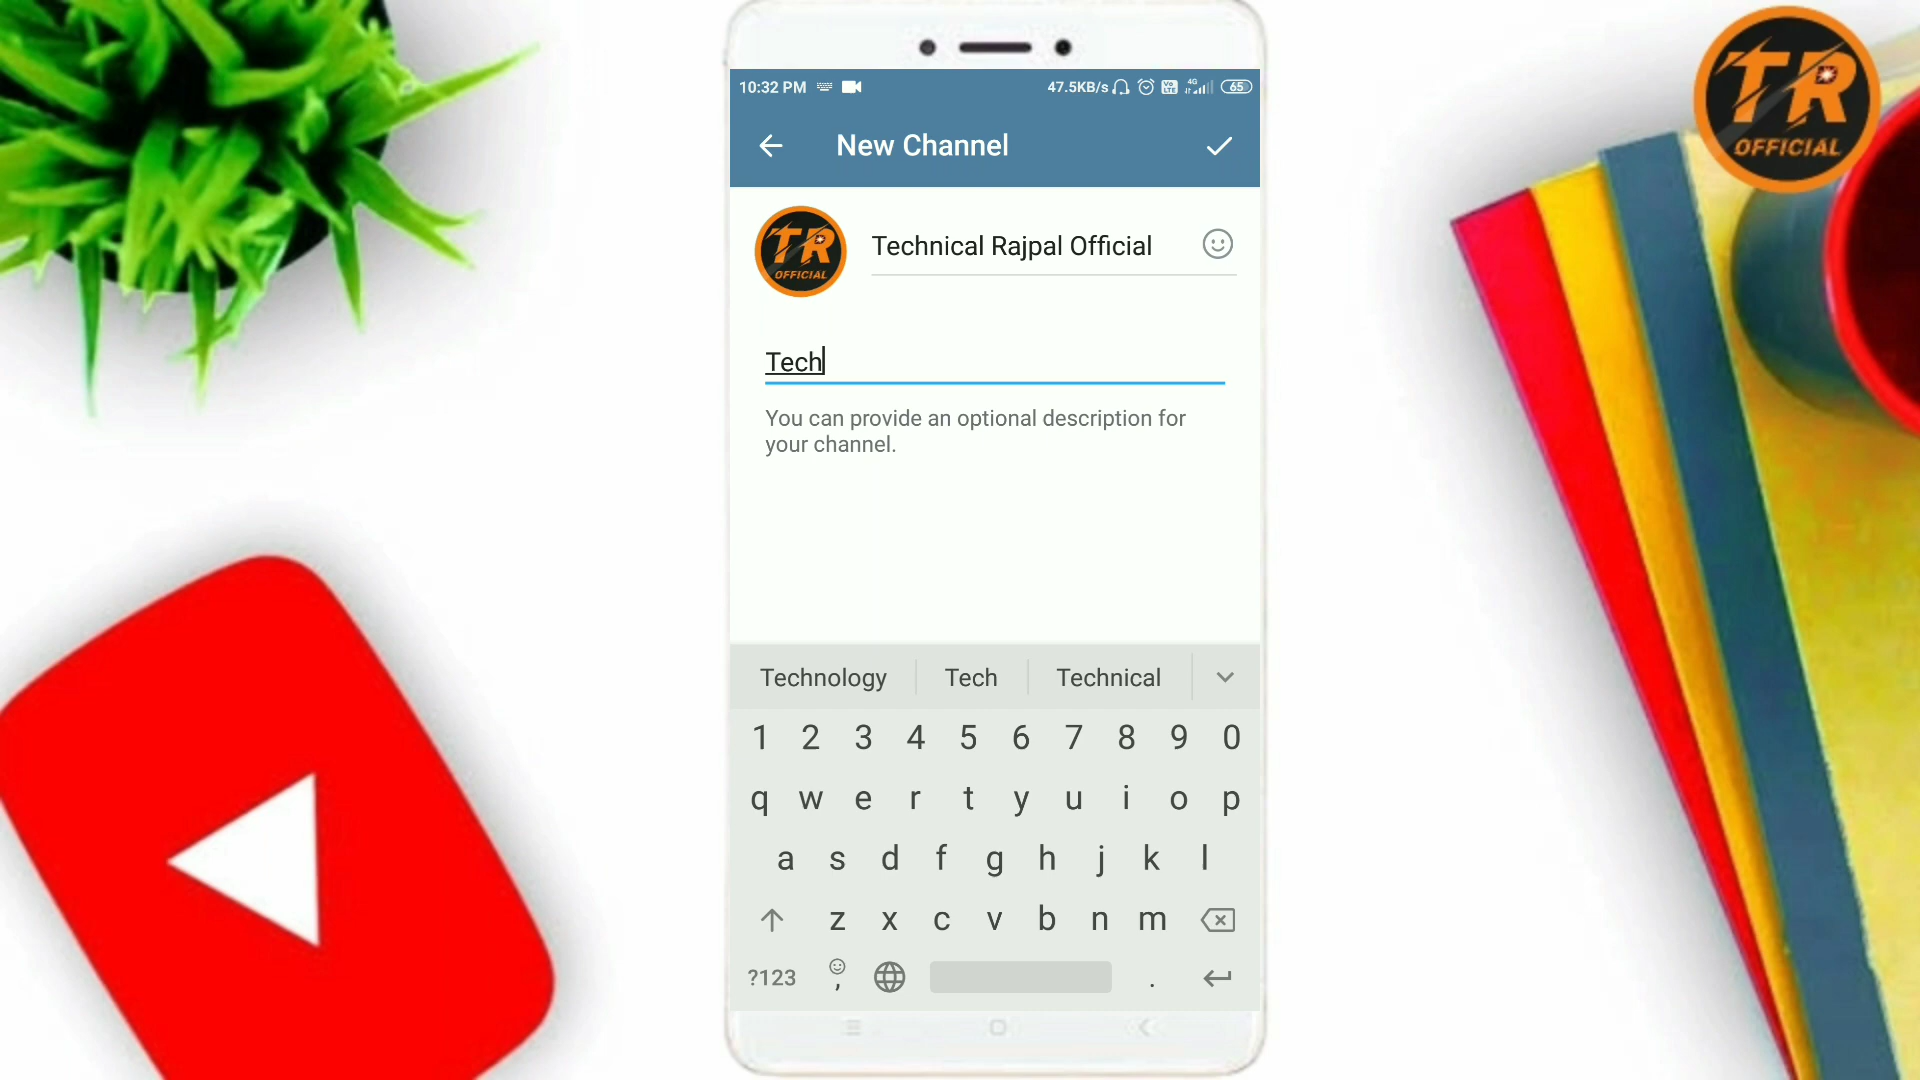 10:32 PM
47.5KB/s
4G
65
New Channel
TR
OFFICIAL
Technical Rajpal Official
TR
OFFICIAL
Tech
You can provide an optional description for
your channel.
Technology Tech Technical
1 2 3 4 5 6 7 8 9 0
q w e r t y u i o p
a s d f g h j k l
z x c v b n m
?123 , .